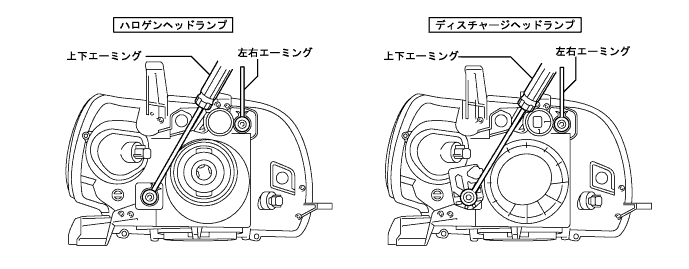 ハロゲンヘッドランプ
上下エーミング
左右エーミング
ディスチャージヘッドランプ
上下エーミング
左右エーミング